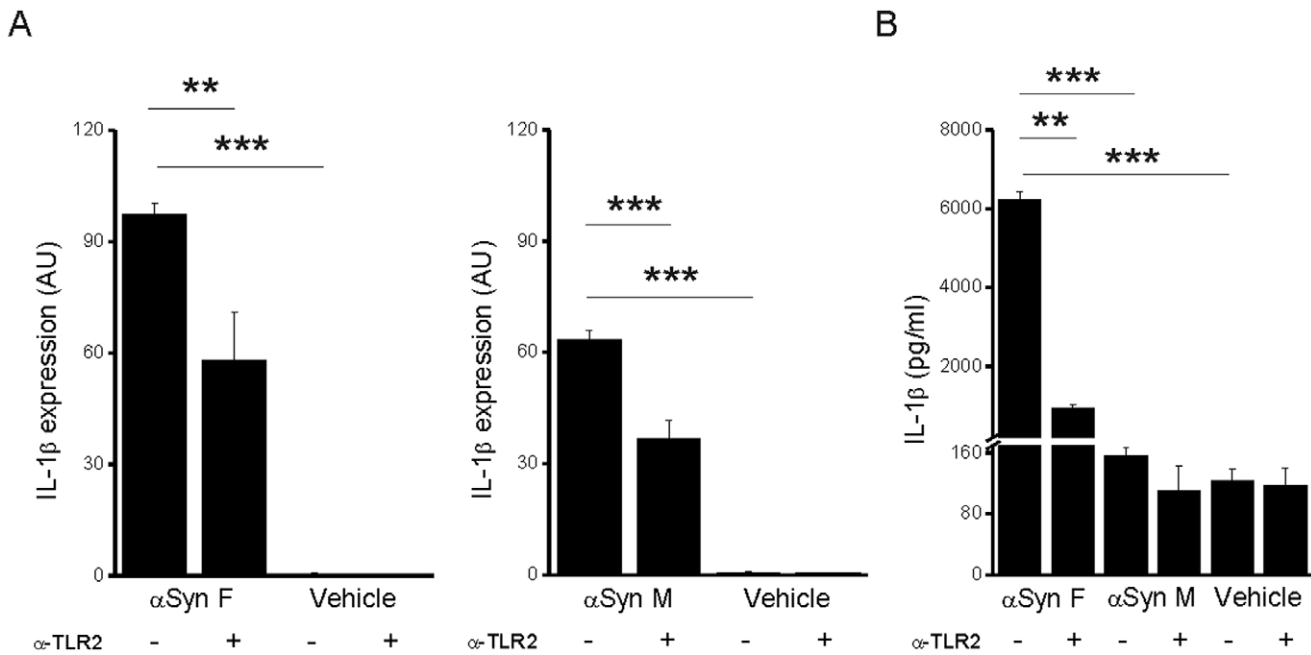 A
**
***
120
90
60
30
0
IL-1β expression (AU)
αSyn F Vehicle
α-TLR2 - + - +
***
***
120
90
60
30
0
IL-1β expression (AU)
αSyn M Vehicle
- + - +
B
***
**
***
8000
6000
4000
2000
160
80
0
IL-1β (pg/ml)
αSyn F αSyn M Vehicle
α-TLR2 - + - + - +